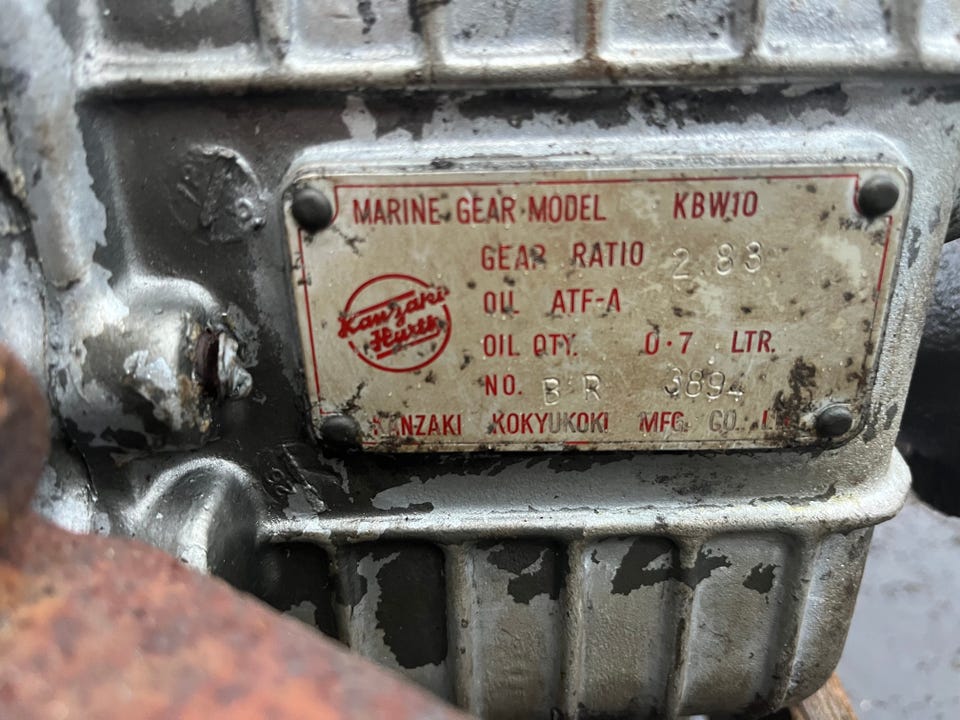 MARINE GEAR MODEL KBW10
GEAR RATIO 2.83
OIL ATF-A
Kanzaki
Hurth
OIL QTY. 0.7 LTR.
NO. BR 3894
KANZAKI KOKYUKOKI MFG. CO.